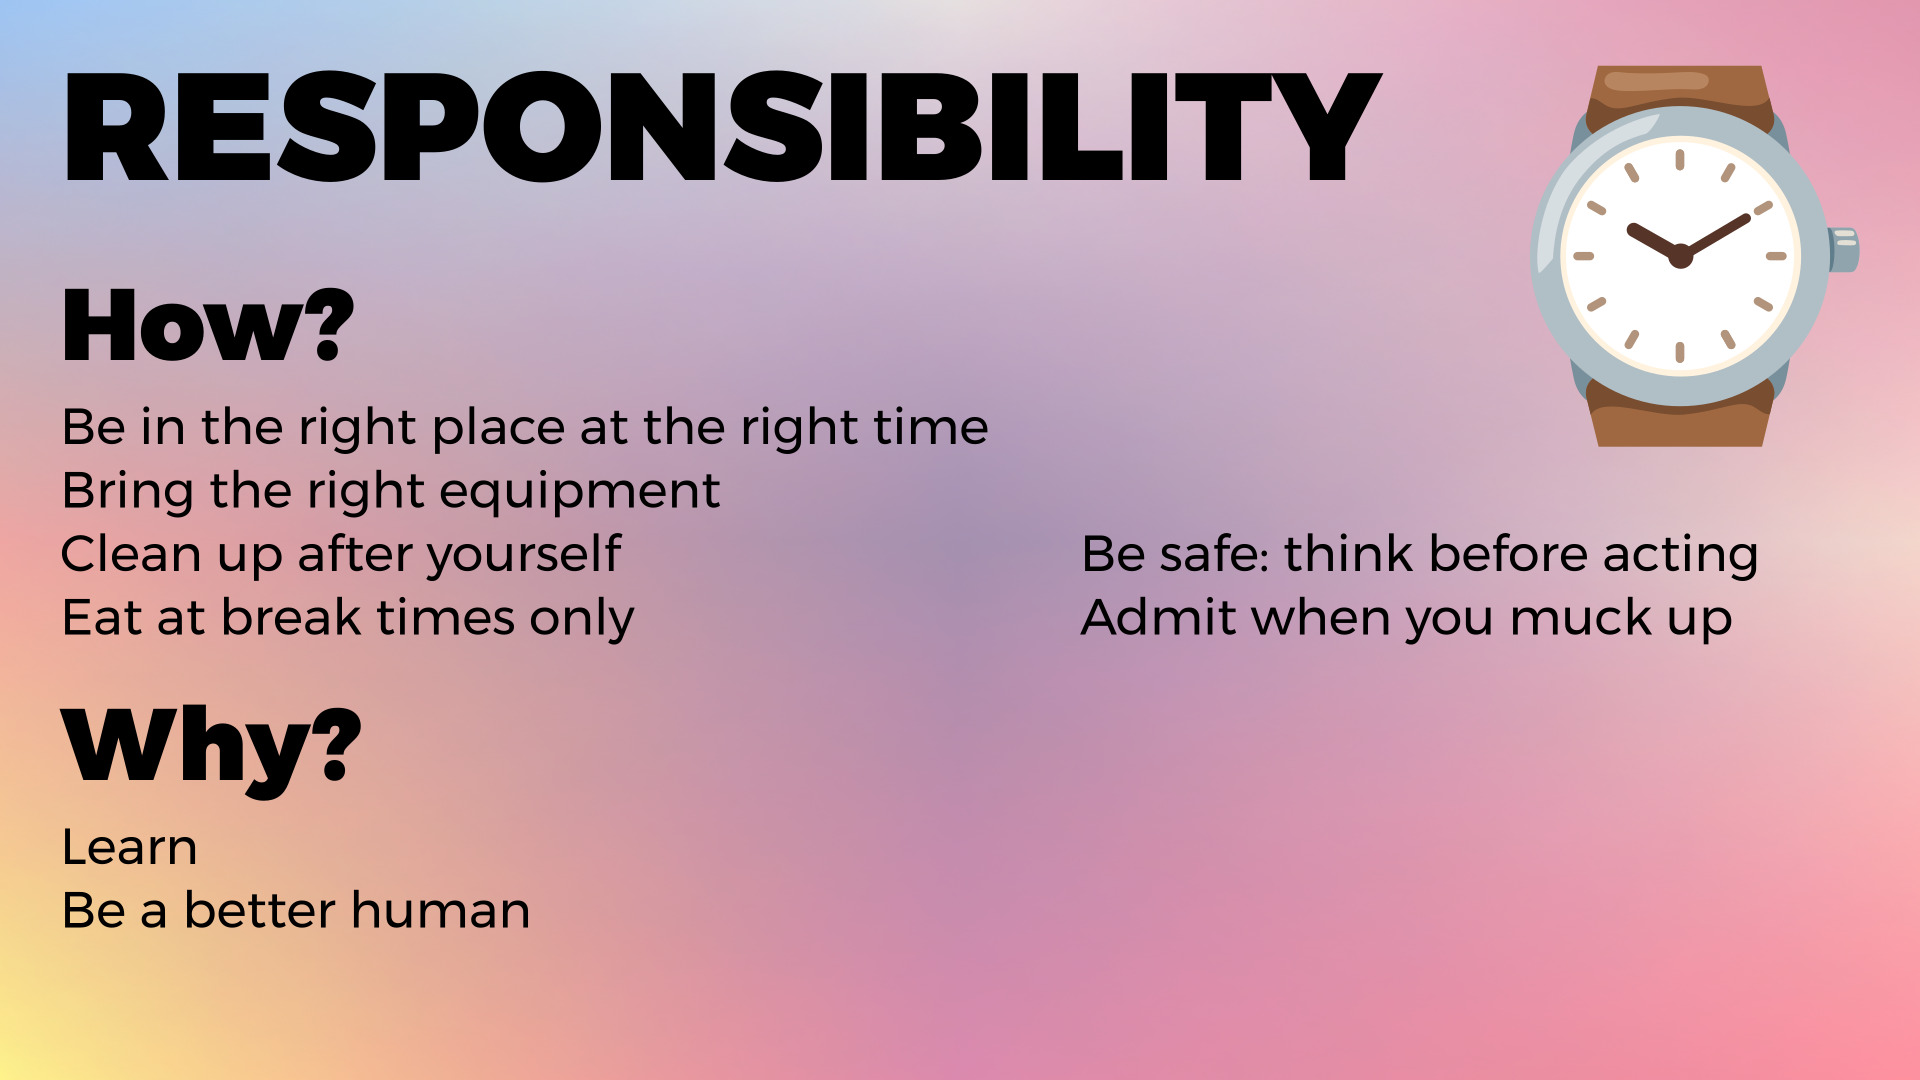 RESPONSIBILITY
How?
Be in the right place at the right time
Bring the right equipment
Clean up after yourself
Eat at break times only
Be safe: think before acting
Admit when you muck up
Why?
Learn
Be a better human